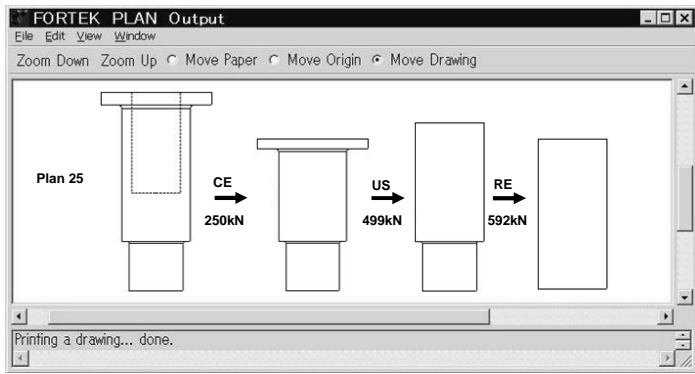 FORTEK PLAN Output
File Edit View Window
Zoom Down Zoom Up Move Paper Move Origin Move Drawing
Plan 25
CE
250kN
US
499kN
RE
592kN
Printing a drawing... done.